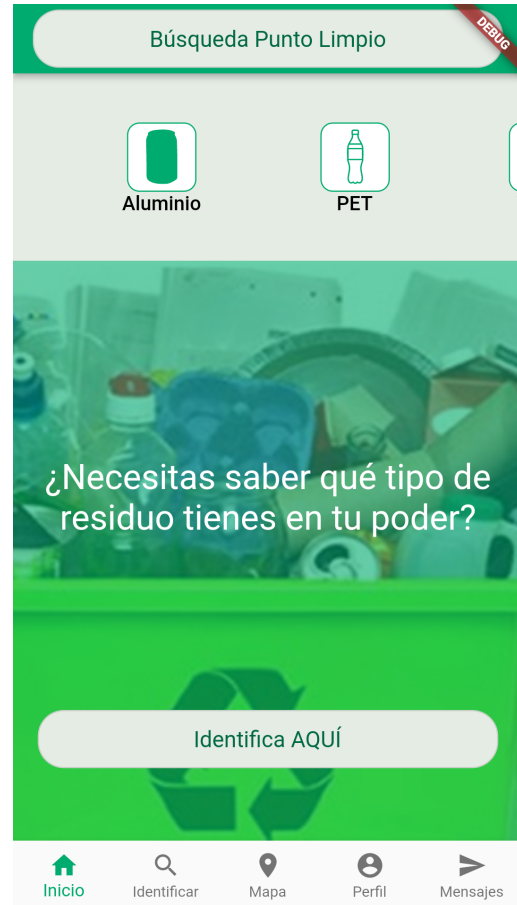 Búsqueda Punto Limpio
DEBUG
Aluminio
PET
¿Necesitas saber qué tipo de
residuo tienes en tu poder?
Identifica AQUÍ
Inicio
Identificar
Mapa
Perfil
Mensajes